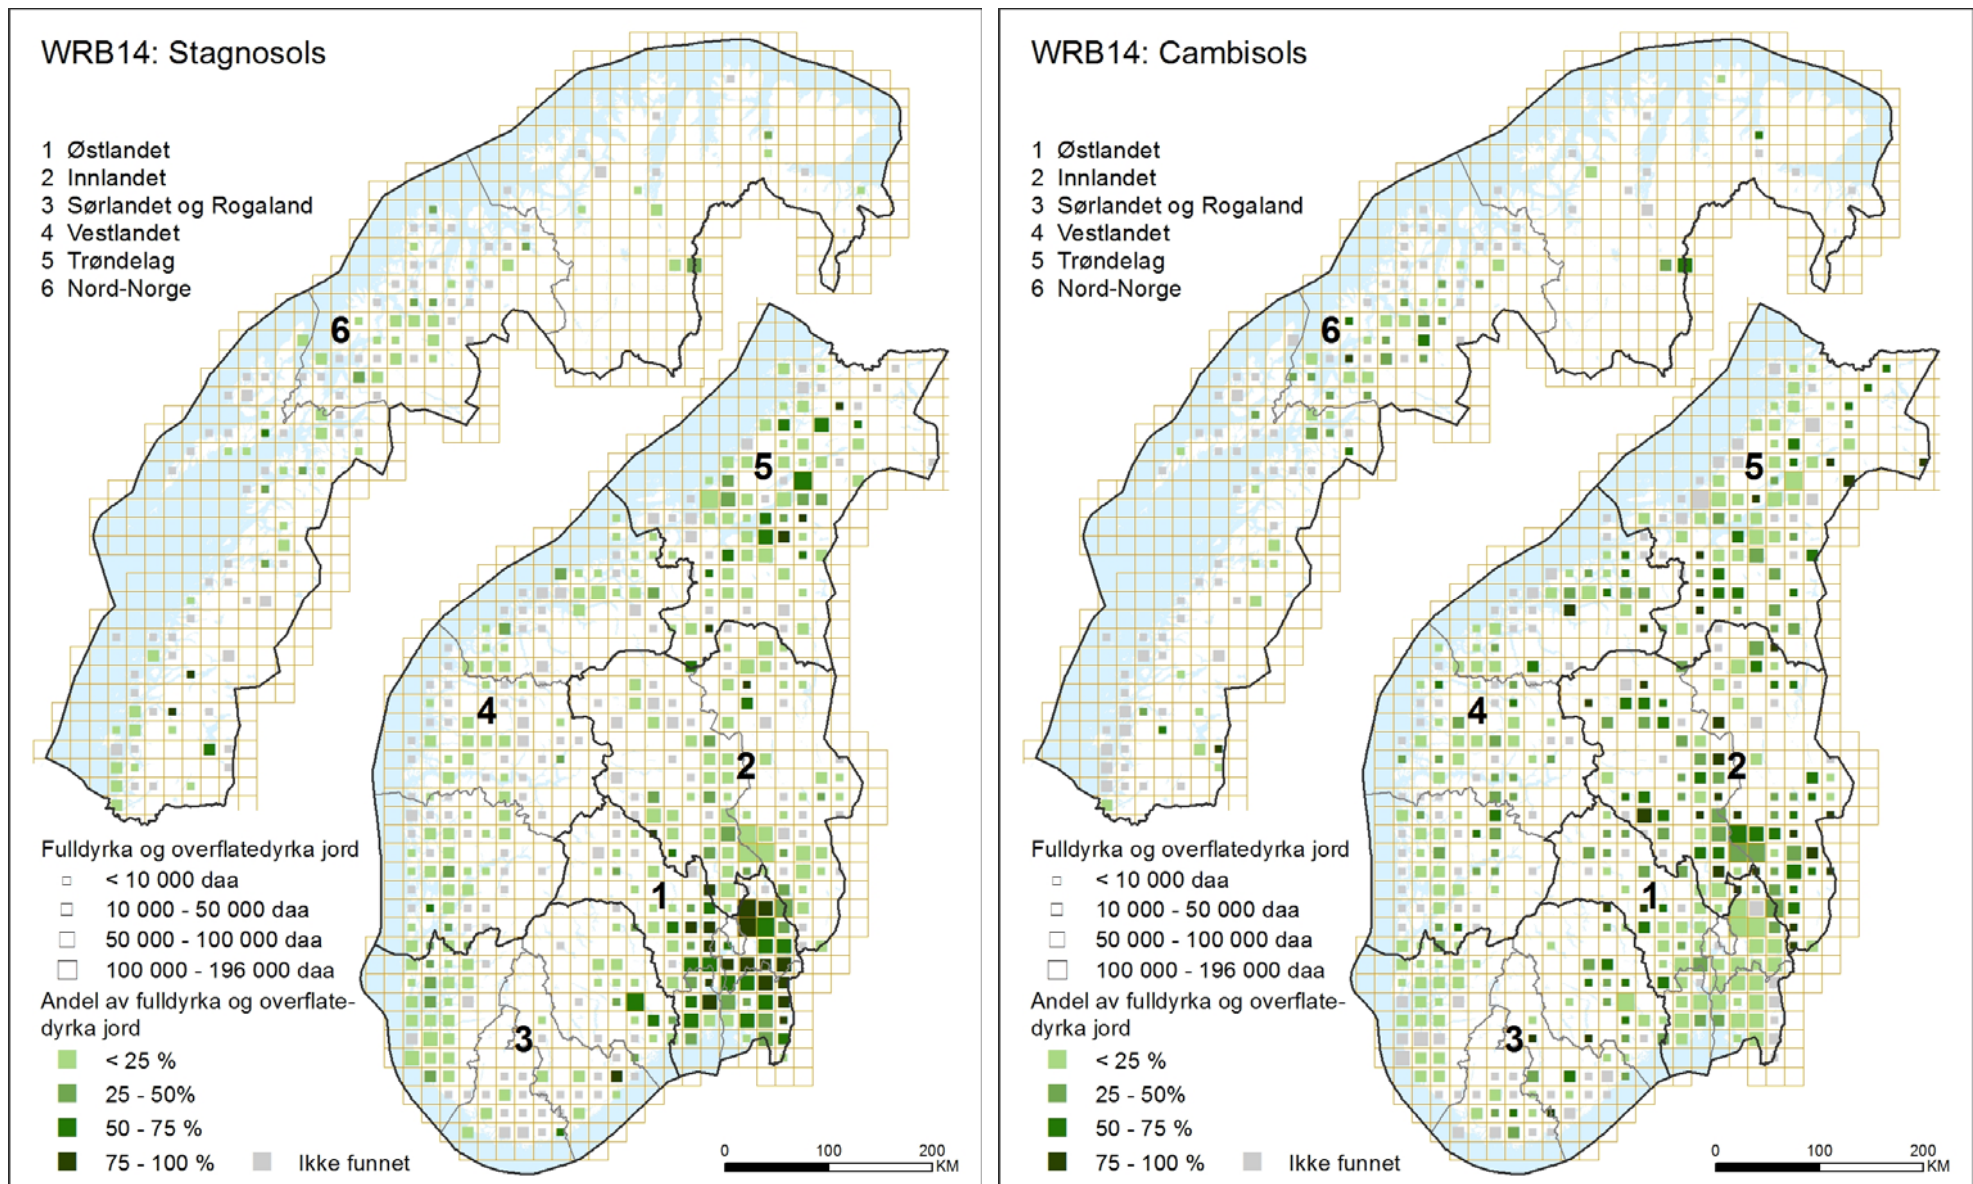 WRB14: Stagnosols
1 Østlandet
2 Innlandet
3 Sørlandet og Rogaland
4 Vestlandet
5 Trøndelag
6 Nord-Norge
6
5
4
2
1
3
Fulldyrka og overflatedyrka jord
< 10 000 daa
10 000 - 50 000 daa
50 000 - 100 000 daa
100 000 - 196 000 daa
Andel av fulldyrka og overflate-
dyrka jord
< 25 %
25 - 50%
50 - 75 %
75 - 100 %
Ikke funnet
0 100 200
KM
WRB14: Cambisols
1 Østlandet
2 Innlandet
3 Sørlandet og Rogaland
4 Vestlandet
5 Trøndelag
6 Nord-Norge
6
5
4
2
1
3
Fulldyrka og overflatedyrka jord
< 10 000 daa
10 000 - 50 000 daa
50 000 - 100 000 daa
100 000 - 196 000 daa
Andel av fulldyrka og overflate-
dyrka jord
< 25 %
25 - 50%
50 - 75 %
75 - 100 %
Ikke funnet
0 100 200
KM